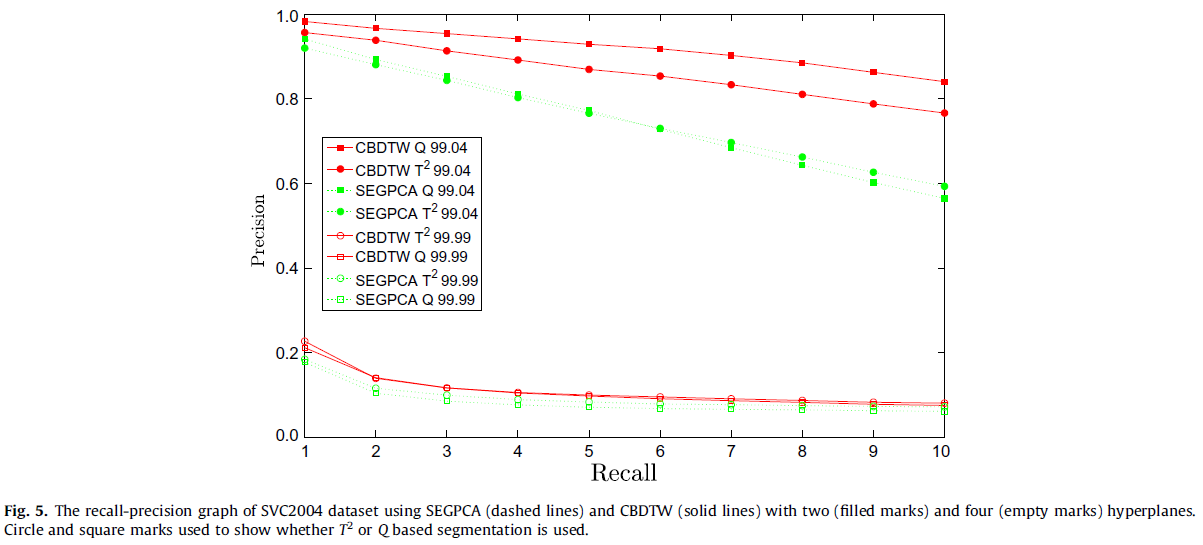 1.0
0.8
0.6
0.4
0.2
0.0
Precision
CBDTW Q 99.04
CBDTW T2 99.04
SEGPCA Q 99.04
SEGPCA T2 99.04
CBDTW T2 99.99
CBDTW Q 99.99
SEGPCA T2 99.99
SEGPCA Q 99.99
1 2 3 4 5 6 7 8 9 10
Recall
Fig. 5. The recall-precision graph of SVC2004 dataset using SEGPCA (dashed lines) and CBDTW (solid lines) with two (filled marks) and four (empty marks) hyperplanes.
Circle and square marks used to show whether T2 or Q based segmentation is used.